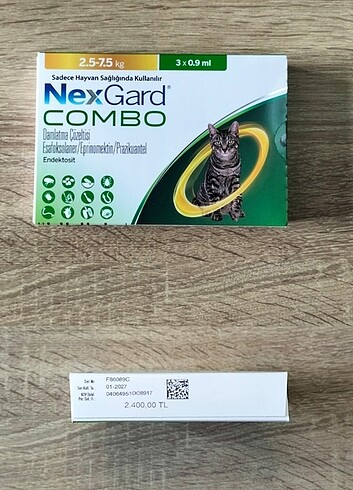 2.5-7.5 kg
3 x 0.9 ml
Sadece Hayvan Sağlığında Kullanılır
NexGard®
COMBO
Damlatma Çözeltisi
Esafoksolaner/Eprinomektin/Prazikuantel
Endektosit
F86089C
01-2027
2.400,00 TL